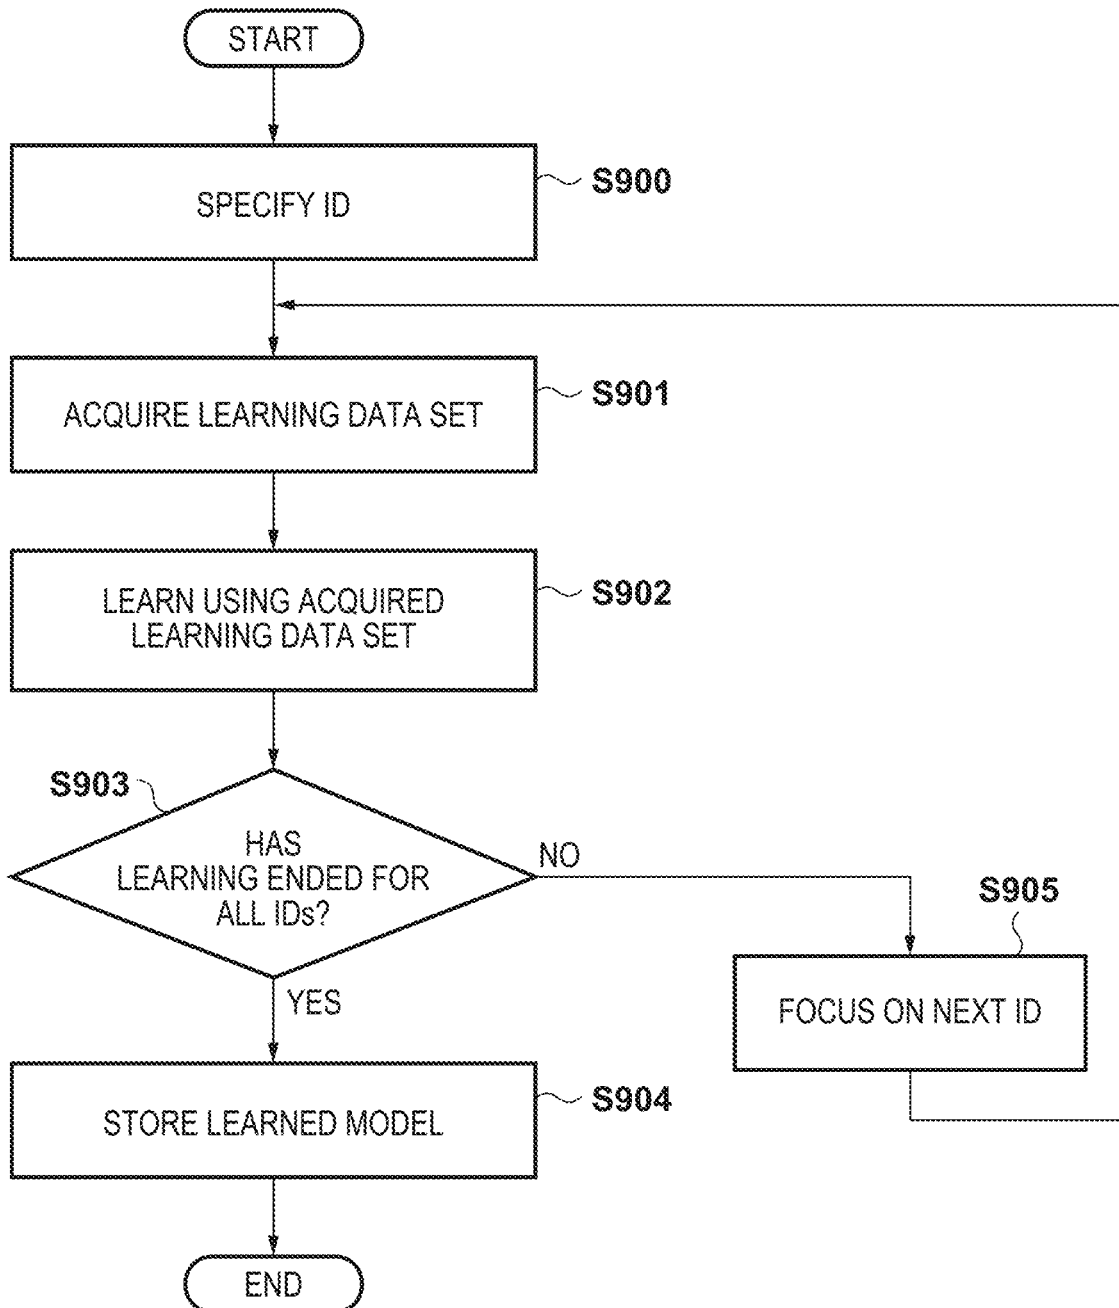 START
SPECIFY ID
S900
ACQUIRE LEARNING DATA SET
S901
LEARN USING ACQUIRED
LEARNING DATA SET
S902
S903
HAS
LEARNING ENDED FOR
ALL IDs?
NO
YES
S905
FOCUS ON NEXT ID
STORE LEARNED MODEL
S904
END